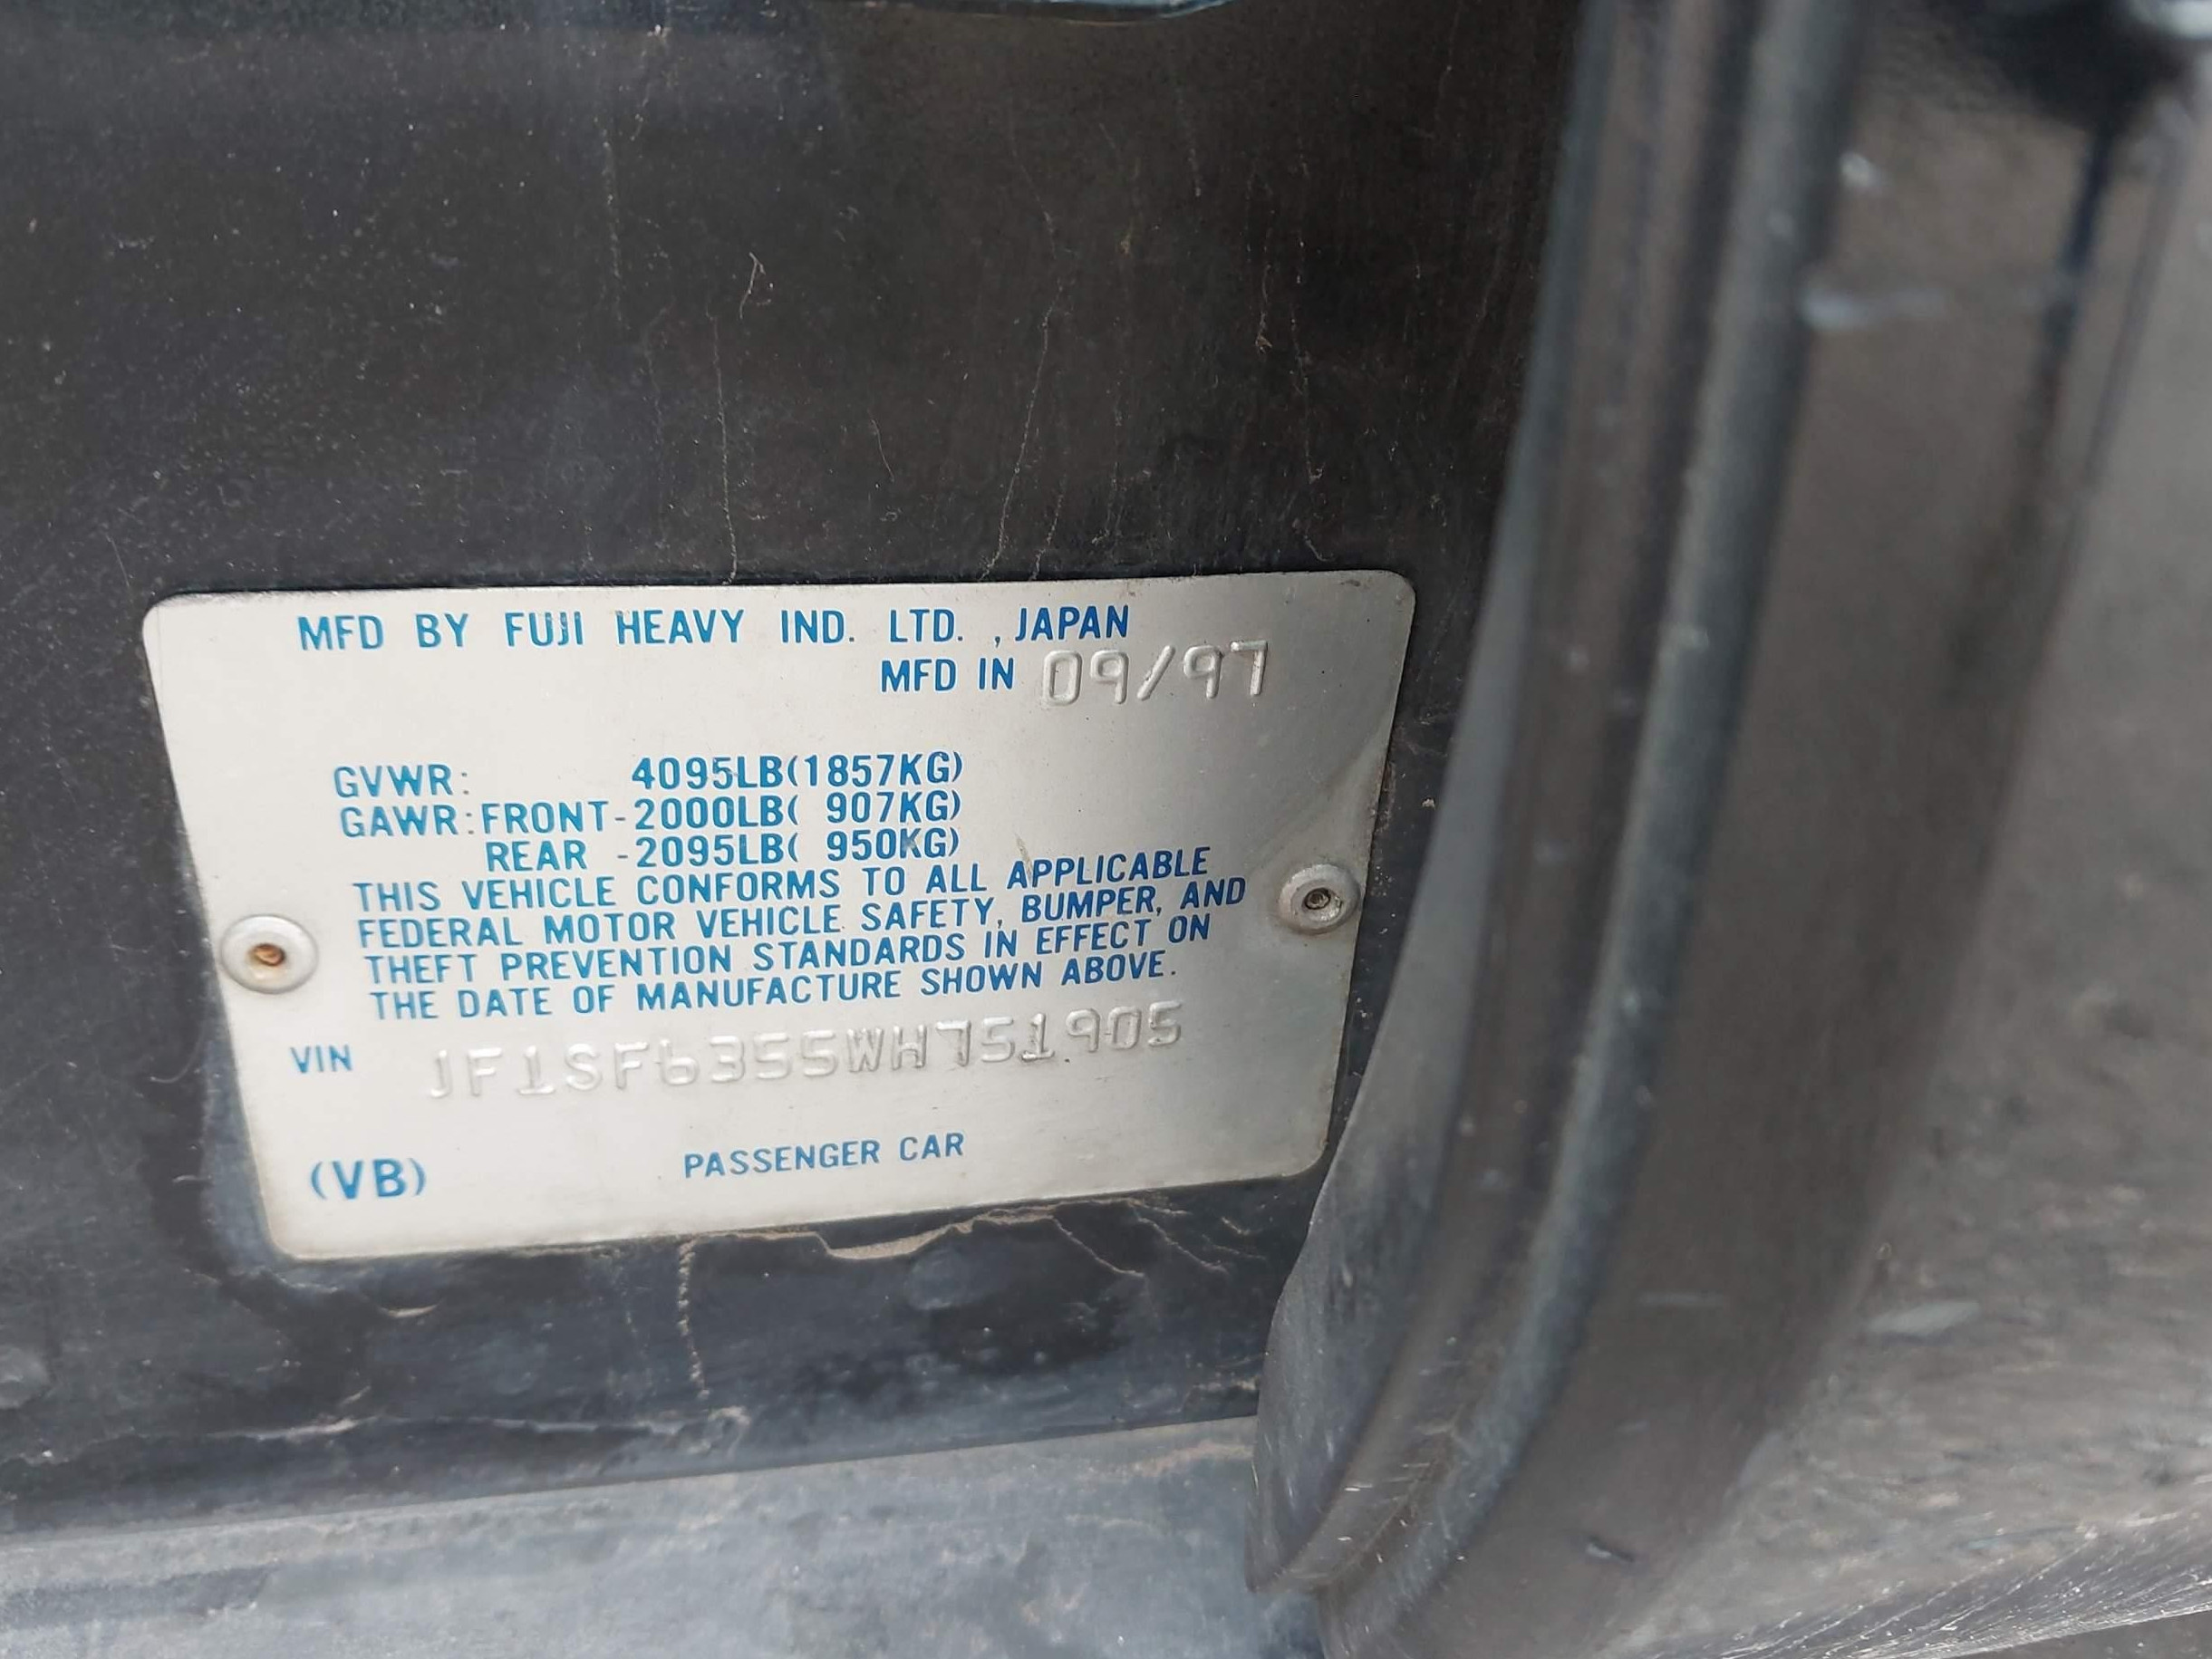 MFD BY FUJI HEAVY IND. LTD. , JAPAN
MFD IN 09/97
GVWR: 4095LB(1857KG)
GAWR:FRONT-2000LB( 907KG)
REAR -2095LB( 950KG)
THIS VEHICLE CONFORMS TO ALL APPLICABLE
FEDERAL MOTOR VEHICLE SAFETY, BUMPER, AND
THEFT PREVENTION STANDARDS IN EFFECT ON
THE DATE OF MANUFACTURE SHOWN ABOVE.
VIN JF1SF6355WH751905
(VB) PASSENGER CAR